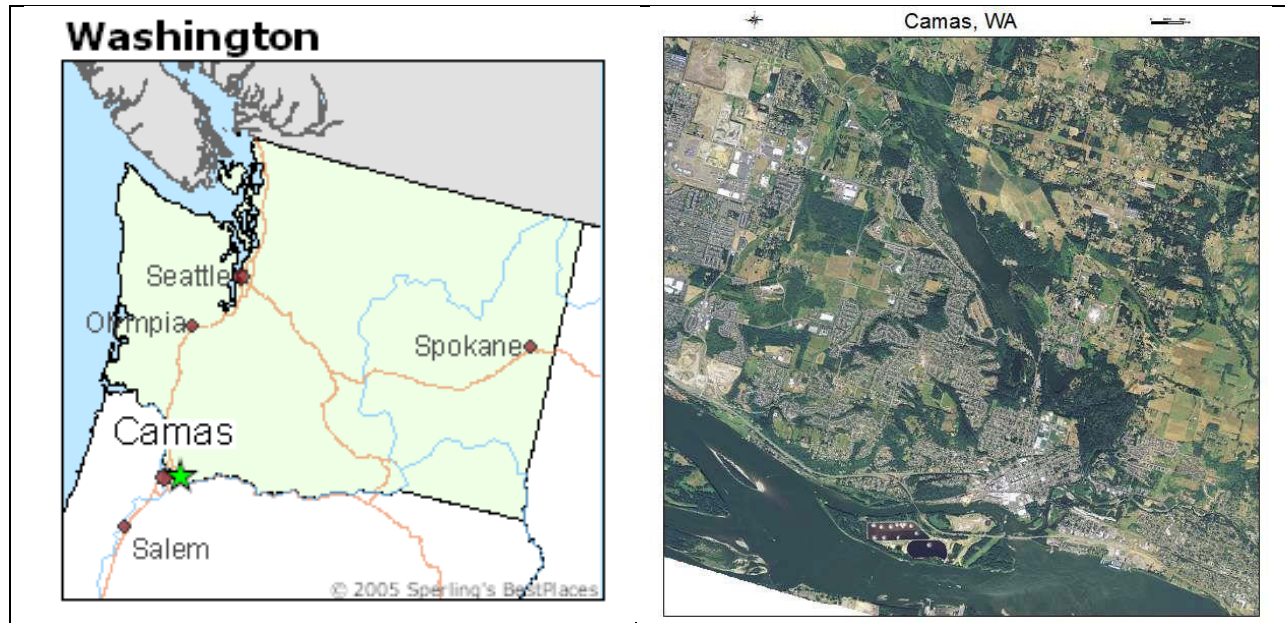 Washington
Seattle
Olympia
Spokane
Camas
Salem
© 2005 Sperling's BestPlaces
Camas, WA